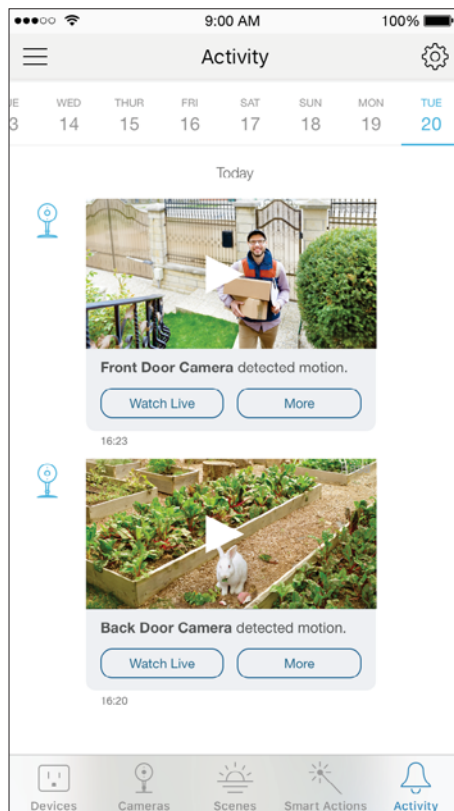 9:00 AM 100%
Activity
UE WED THUR FRI SAT SUN MON TUE
3 14 15 16 17 18 19 20
Today
Front Door Camera detected motion.
Watch Live More
16:23
Back Door Camera detected motion.
Watch Live More
16:20
Devices Cameras Scenes Smart Actions Activity